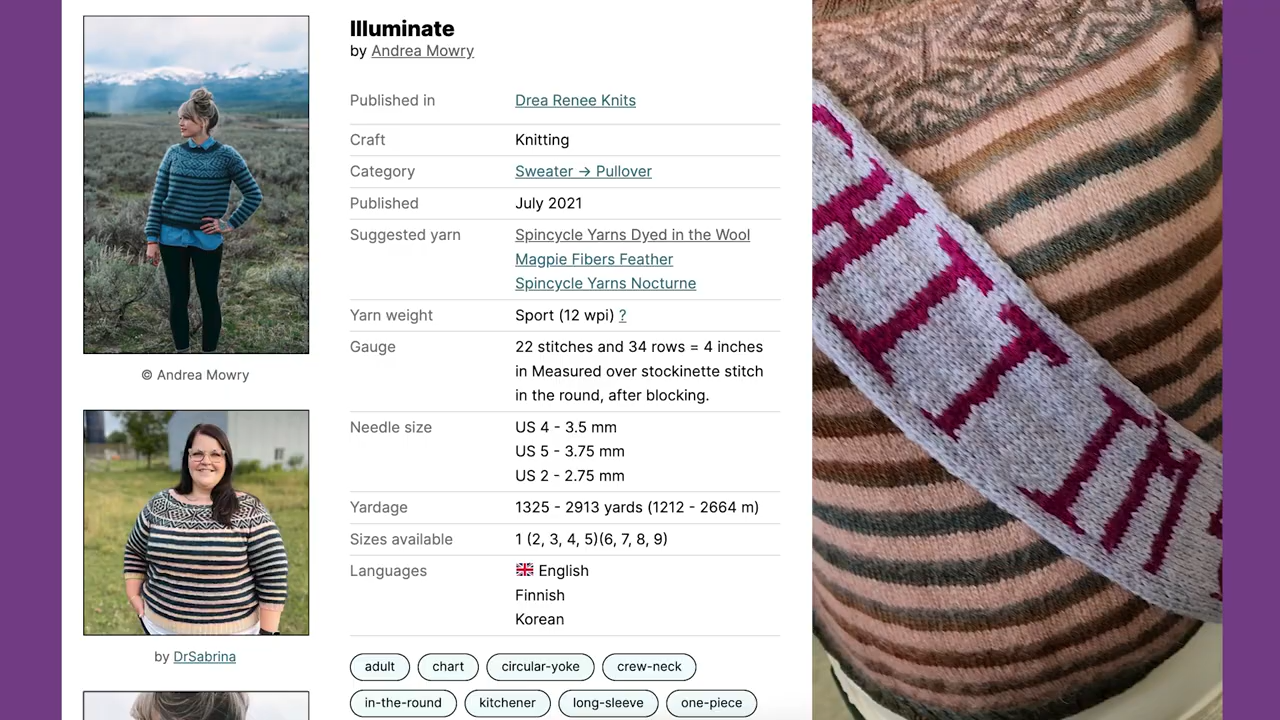 Illuminate
by Andrea Mowry
Published in Drea Renee Knits
Craft Knitting
Category Sweater → Pullover
Published July 2021
Suggested yarn Spincycle Yarns Dyed in the Wool
Magpie Fibers Feather
Spincycle Yarns Nocturne
Yarn weight Sport (12 wpi) ?
Gauge 22 stitches and 34 rows = 4 inches
in Measured over stockinette stitch
in the round, after blocking.
Needle size US 4 - 3.5 mm
US 5 - 3.75 mm
US 2 - 2.75 mm
Yardage 1325 - 2913 yards (1212 - 2664 m)
Sizes available 1 (2, 3, 4, 5)(6, 7, 8, 9)
Languages English
Finnish
Korean
adult chart circular-yoke crew-neck
in-the-round kitchener long-sleeve one-piece
© Andrea Mowry
by DrSabrina